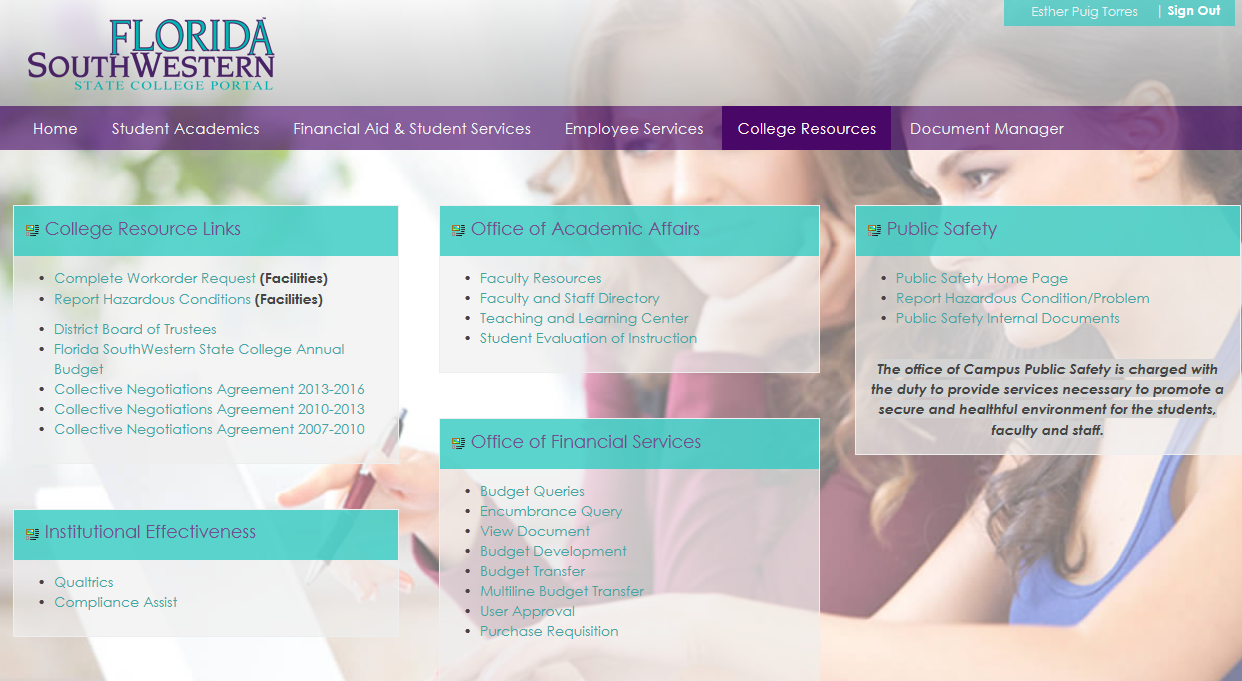 Esther Puig Torres | Sign Out
FLORIDA
SOUTHWESTERN
STATE COLLEGE PORTAL
Home Student Academics Financial Aid & Student Services Employee Services College Resources Document Manager
College Resource Links
• Complete Workorder Request (Facilities)
• Report Hazardous Conditions (Facilities)
• District Board of Trustees
• Florida SouthWestern State College Annual
Budget
• Collective Negotiations Agreement 2013-2016
• Collective Negotiations Agreement 2010-2013
• Collective Negotiations Agreement 2007-2010
Institutional Effectiveness
• Qualtrics
• Compliance Assist
Office of Academic Affairs
• Faculty Resources
• Faculty and Staff Directory
• Teaching and Learning Center
• Student Evaluation of Instruction
Office of Financial Services
• Budget Queries
• Encumbrance Query
• View Document
• Budget Development
• Budget Transfer
• Multiline Budget Transfer
• User Approval
• Purchase Requisition
Public Safety
• Public Safety Home Page
• Report Hazardous Condition/Problem
• Public Safety Internal Documents
The office of Campus Public Safety is charged with
the duty to provide services necessary to promote a
secure and healthful environment for the students,
faculty and staff.